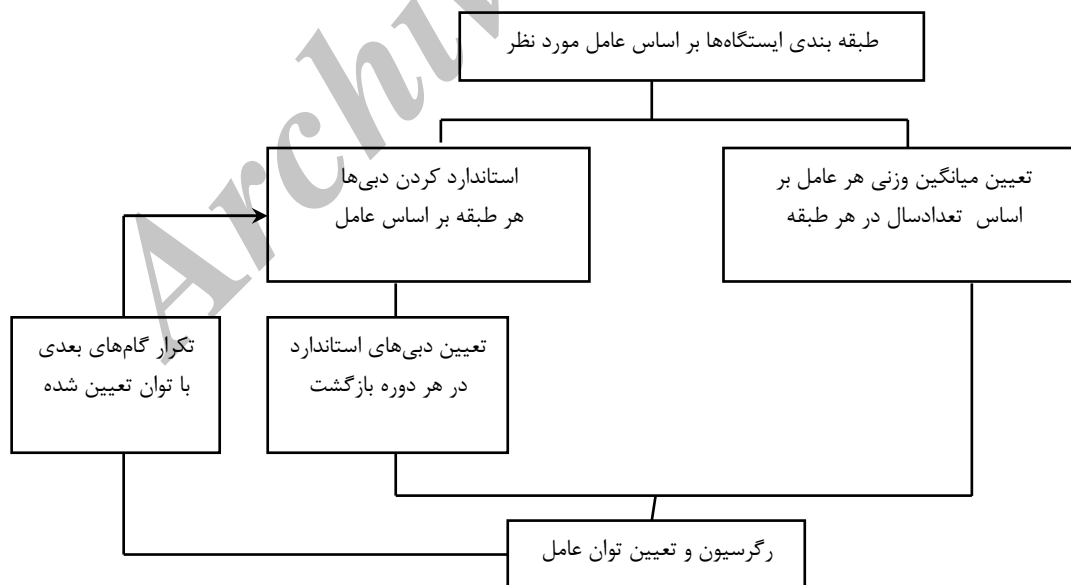 طبقه بندی ایستگاه‌ها بر اساس عامل مورد نظر
تعیین میانگین وزنی هر عامل بر
اساس تعدادسال در هر طبقه
استاندارد کردن دبی‌ها
هر طبقه بر اساس عامل
تعیین دبی‌های استاندارد
در هر دوره بازگشت
تکرار گام‌های بعدی
با توان تعیین شده
رگرسیون و تعیین توان عامل